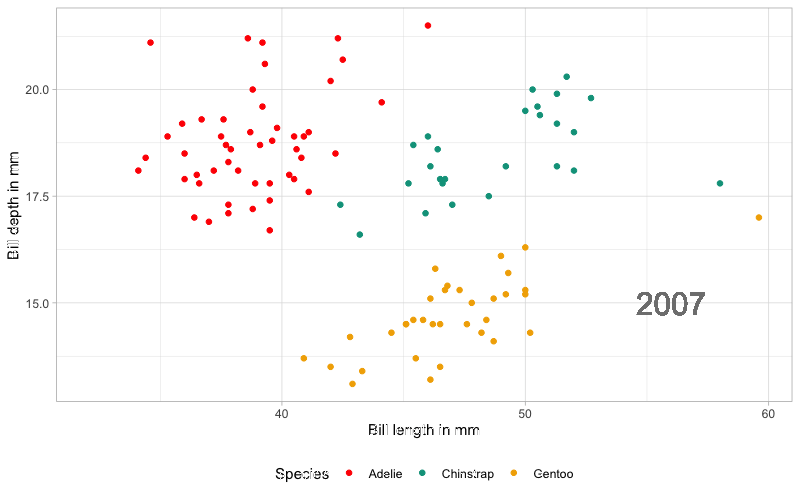 20.0
17.5
15.0
Bill depth in mm
2007
40 50 60
Bill length in mm
Species Adelie Chinstrap Gentoo